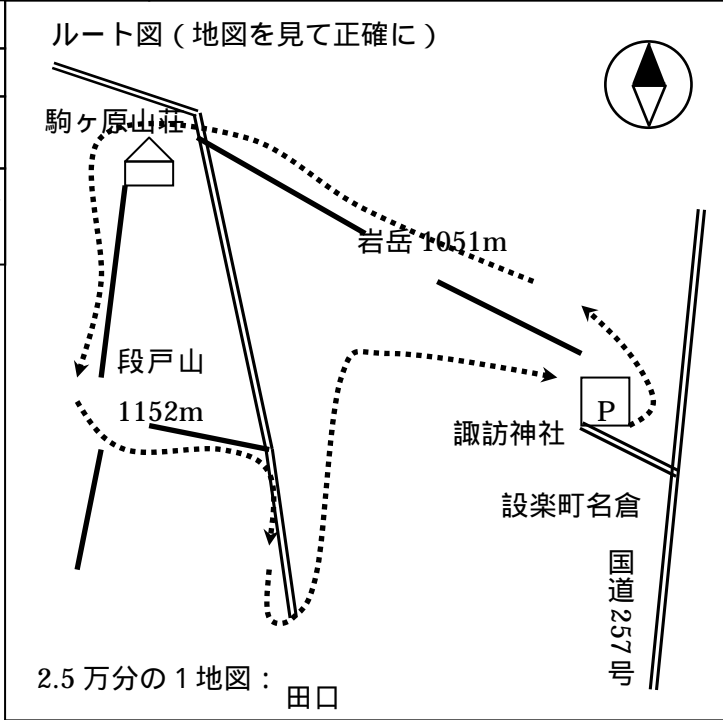 ルート図（地図を見て正確に）
駒ヶ原山荘
岩岳 1051m
段戸山
1152m
P
諏訪神社
設楽町名倉
国道257号
2.5 万分の 1 地図：
田口